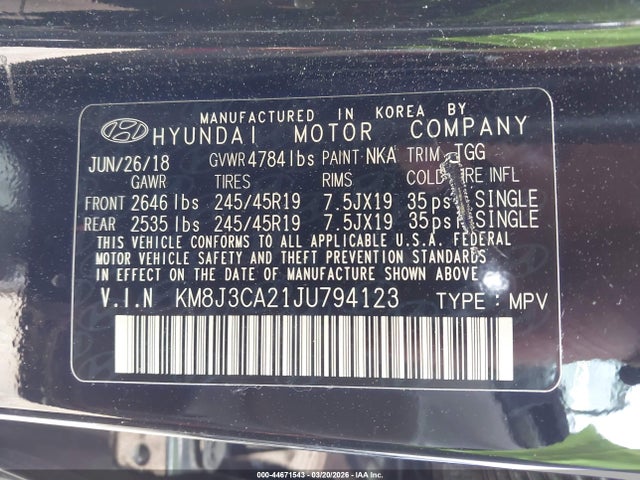 MANUFACTURED IN KOREA BY
HYUNDAI MOTOR COMPANY
JUN/26/18 GVWR 4784 lbs PAINT NKA TRIM TGG
GAWR TIRES RIMS COLD INFL
FRONT 2646 lbs 245/45R19 7.5JX19 35 psi SINGLE
REAR 2535 lbs 245/45R19 7.5JX19 35 psi SINGLE
THIS VEHICLE CONFORMS TO ALL APPLICABLE U.S.A. FEDERAL
MOTOR VEHICLE SAFETY, BUMPER, AND THEFT PREVENTION STANDARDS
IN EFFECT ON THE DATE OF MANUFACTURE SHOWN ABOVE.
V.I.N KM8J3CA21JU794123 TYPE : MPV
000-44671543 03/20/2026 IAA INC.